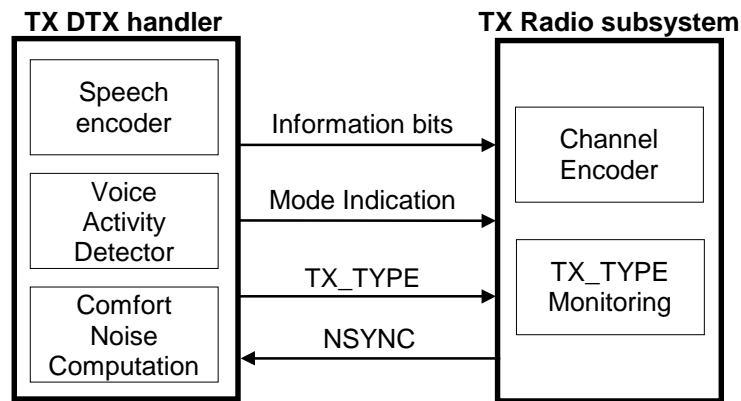 TX DTX handler
TX Radio subsystem
Speech
encoder
Voice
Activity
Detector
Comfort
Noise
Computation
Information bits
Mode Indication
TX_TYPE
NSYNC
Channel
Encoder
TX_TYPE
Monitoring